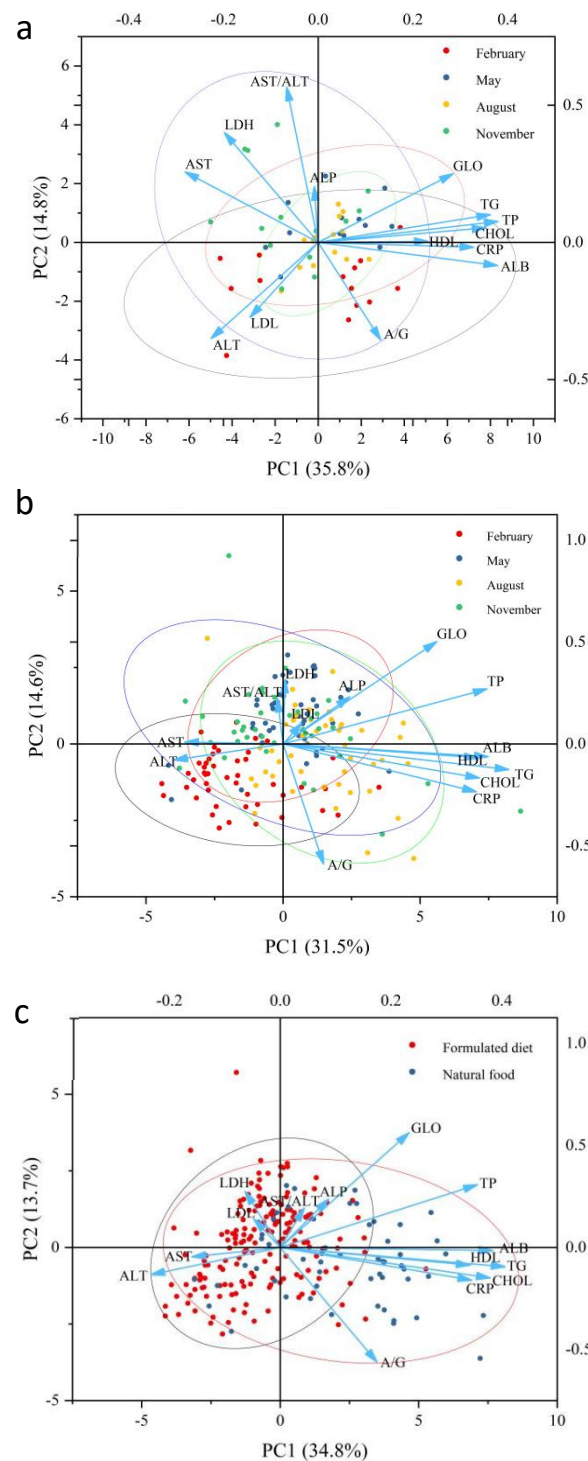 a
-0.4 -0.2 0.0 0.2 0.4
February
May
August
November
6
4
2
0
-2
-4
-6
0.5
0.0
-0.5
AST/ALT
LDH
AST
ALP
GLO
TG
TP
CHOL
HDL
CRP
ALB
LDL
ALT
A/G
PC2 (14.8%)
-10 -8 -6 -4 -2 0 2 4 6 8 10
PC1 (35.8%)
b
February
May
August
November
5
0
-5
1.0
0.5
0.0
-0.5
GLO
LDH
TP
AST/ALT
ALP
LDL
AST
ALB
ALT
HDL
TG
CHOL
CRP
A/G
PC2 (14.6%)
-5 0 5 10
PC1 (31.5%)
c
-0.2 0.0 0.2 0.4
Formulated diet
Natural food
5
0
-5
1.0
0.5
0.0
-0.5
GLO
LDH
TP
AST/ALT
ALP
LDL
AST
ALB
HDL
TG
ALT
CHOL
CRP
A/G
PC2 (13.7%)
-5 0 5 10
PC1 (34.8%)